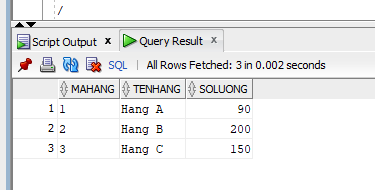 /
Script Output x Query Result x
SQL | All Rows Fetched: 3 in 0.002 seconds
MAHANG TENHANG SOLUONG
1 1 Hang A 90
2 2 Hang B 200
3 3 Hang C 150